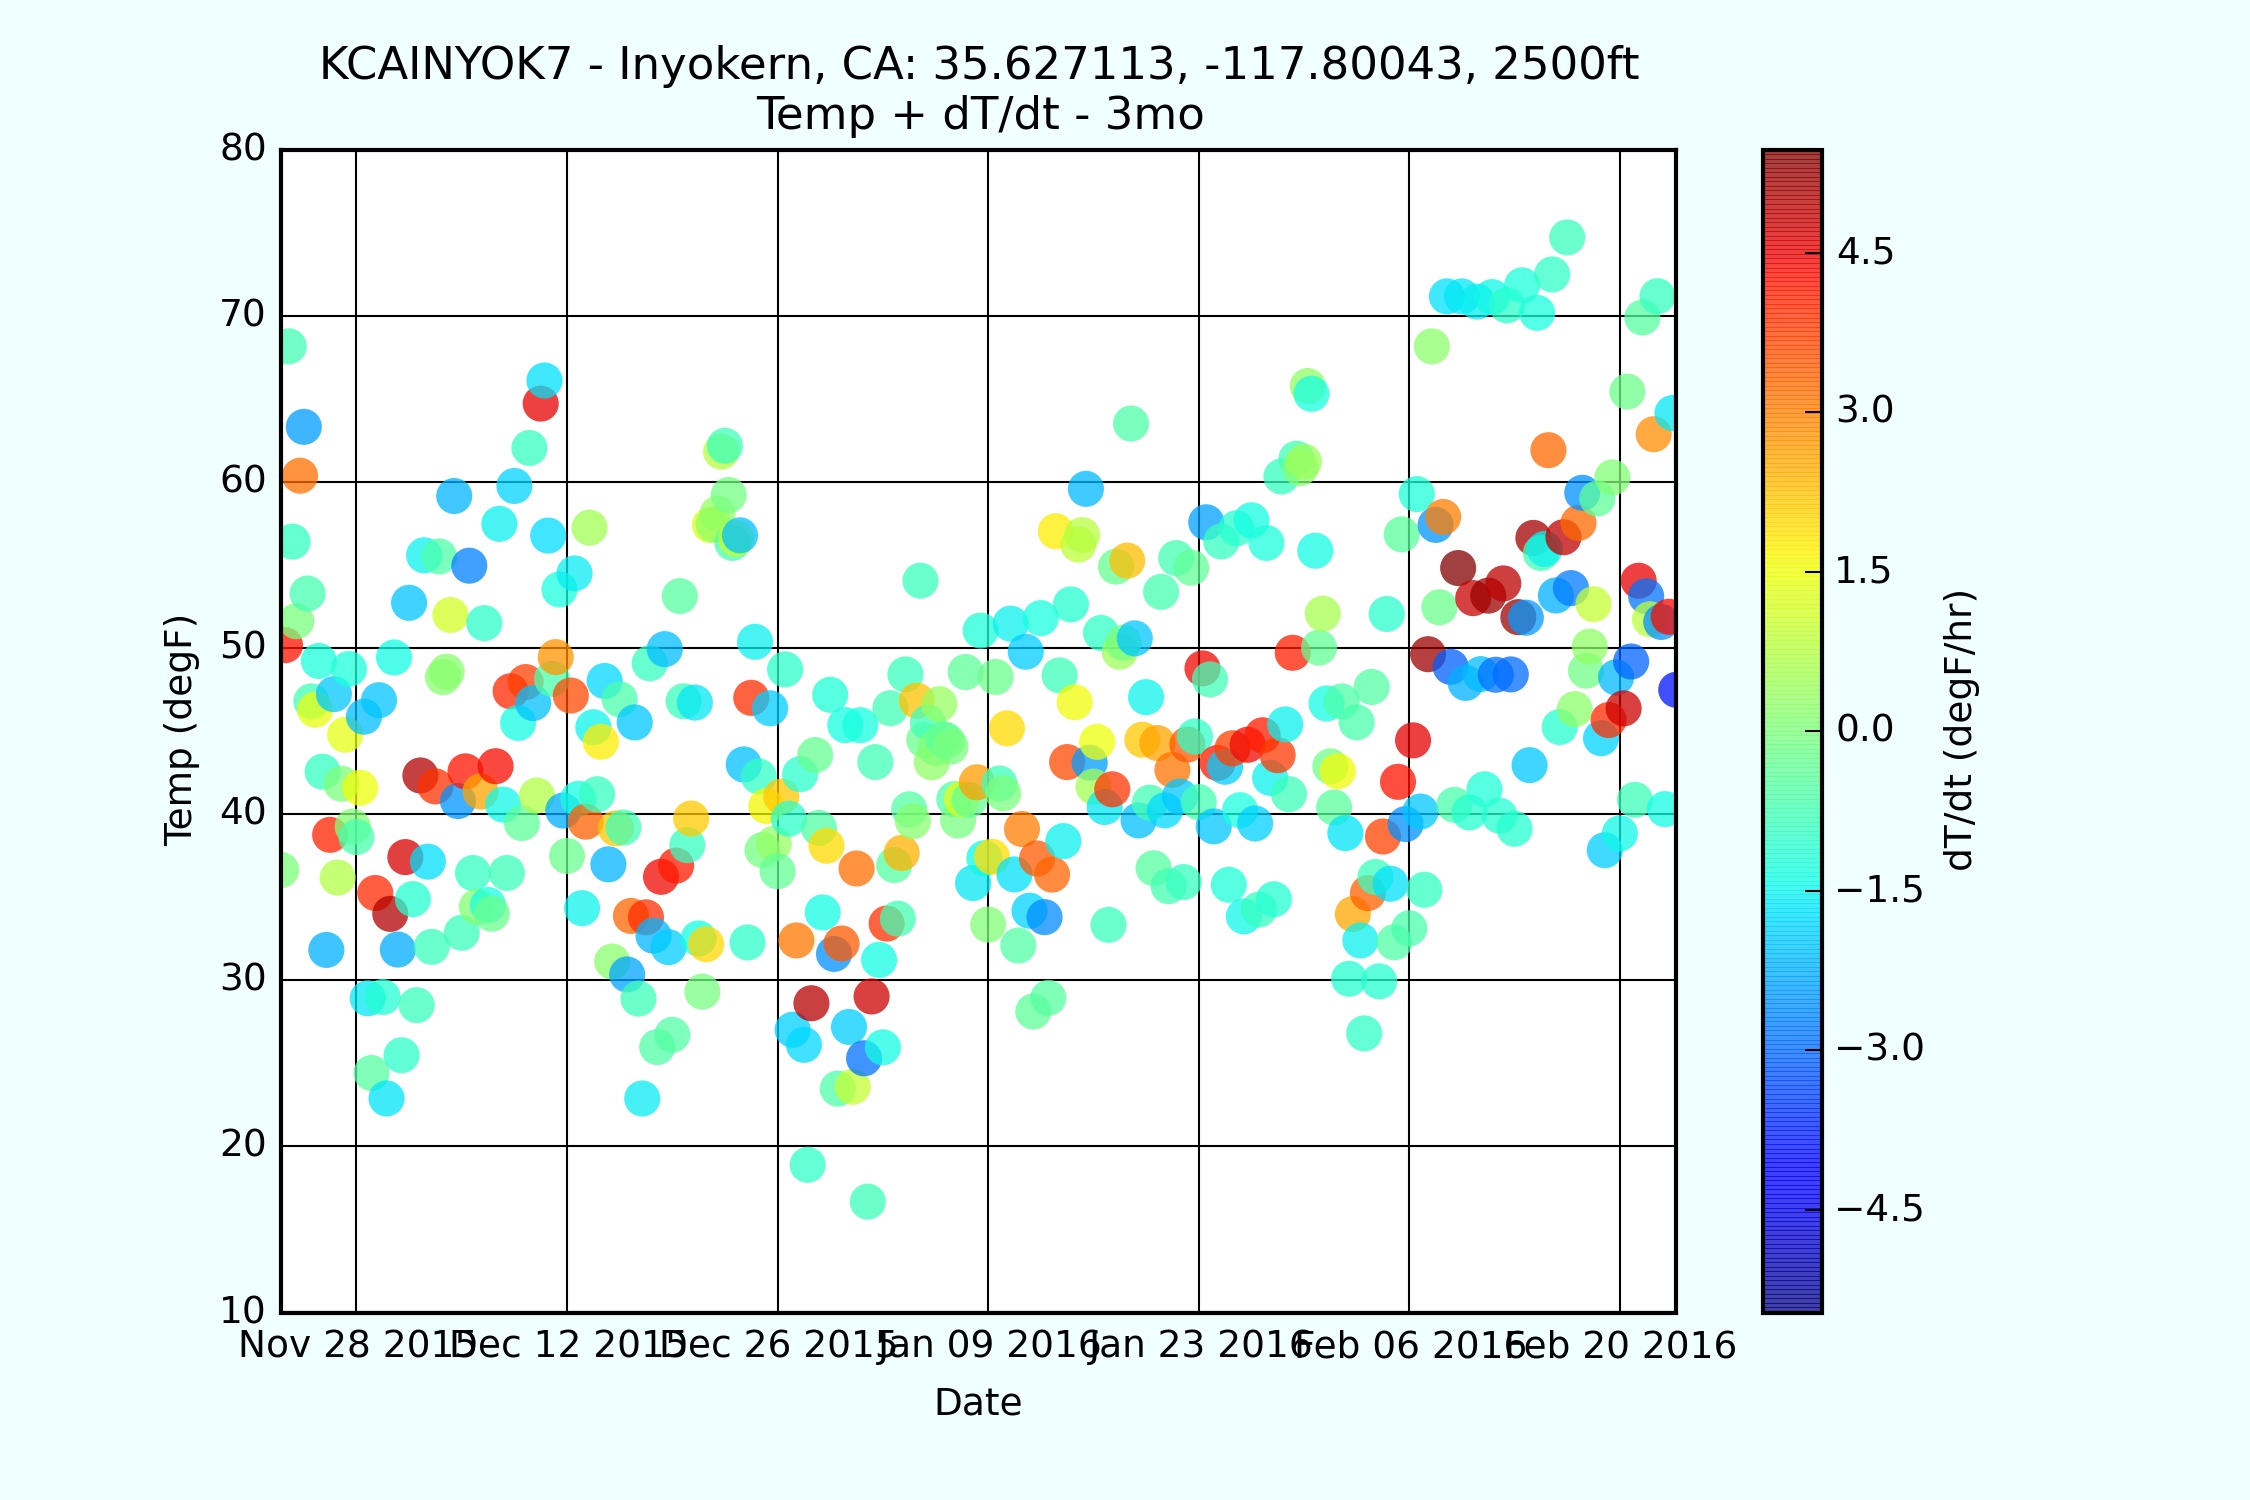 KCAINYOK7 - Inyokern, CA: 35.627113, -117.80043, 2500ft
Temp + dT/dt - 3mo
80
70
60
50
40
30
20
10
Temp (degF)
Nov 28 2015
Dec 12 2015
Dec 26 2015
Jan 09 2016
Jan 23 2016
Feb 06 2016
Feb 20 2016
Date
4.5
3.0
1.5
0.0
−1.5
−3.0
−4.5
dT/dt (degF/hr)